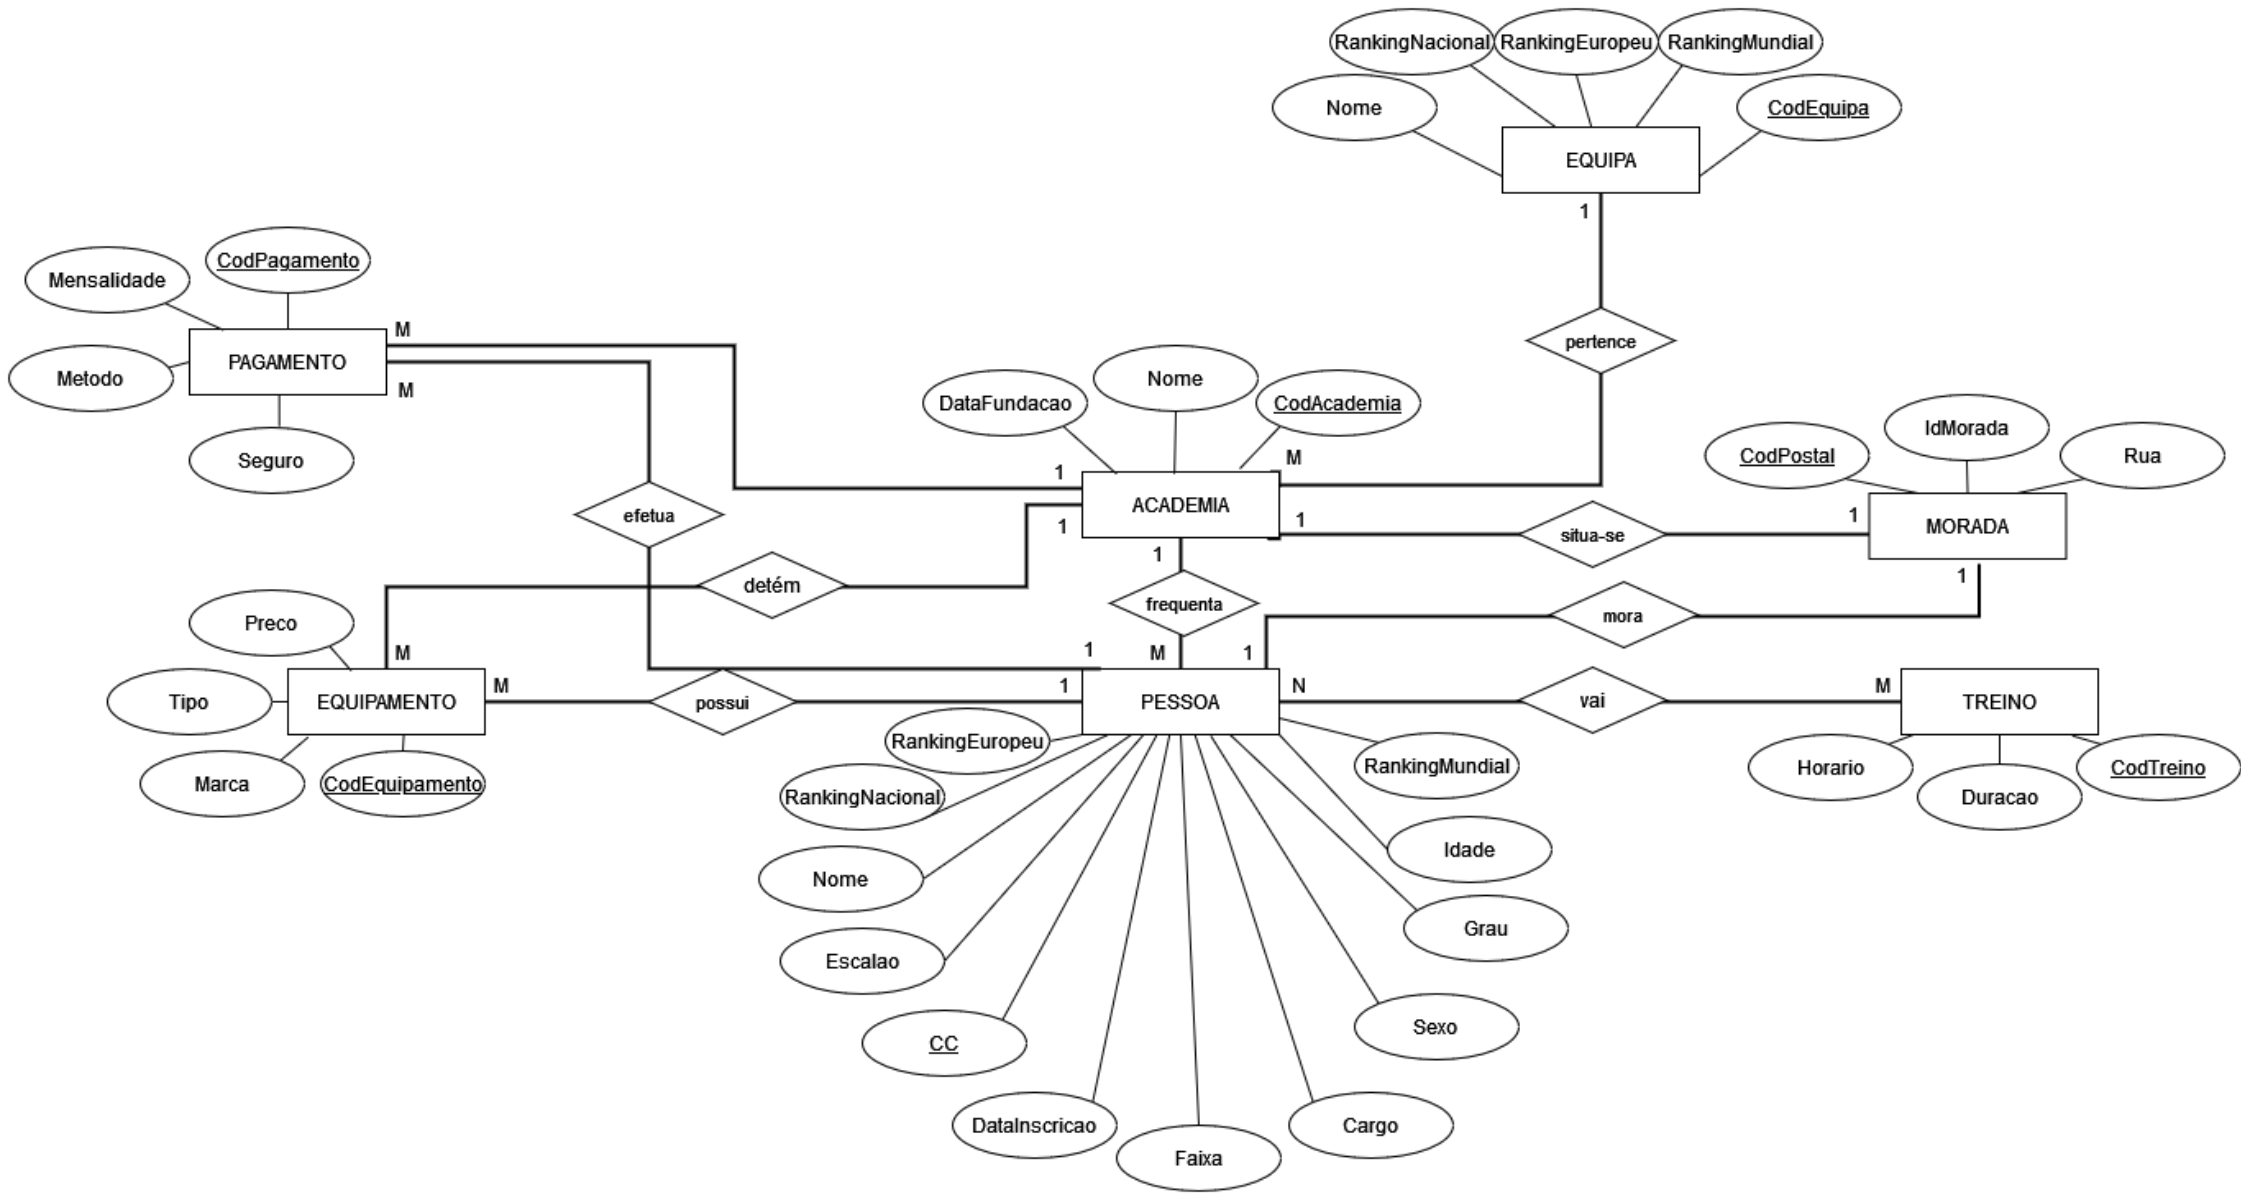 RankingNacional
RankingEuropeu
RankingMundial
Nome
CodEquipa
EQUIPA
1
pertence
CodPagamento
Mensalidade
M
PAGAMENTO
Metodo
M
Seguro
Nome
DataFundacao
CodAcademia
1
M
ACADEMIA
1
1
1
IdMorada
CodPostal
Rua
1
MORADA
situa-se
1
efetua
detém
frequenta
mora
Preco
M
1
M
1
Tipo
EQUIPAMENTO
M
possui
1
PESSOA
N
vai
M
TREINO
Marca
CodEquipamento
RankingEuropeu
RankingMundial
Horario
CodTreino
Duracao
RankingNacional
Idade
Nome
Grau
Escalao
Sexo
CC
DataInscricao
Cargo
Faixa